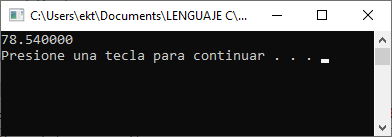 C:\Users\ekt\Documents\LENGUAJE C\...
78.540000
Presione una tecla para continuar . . .